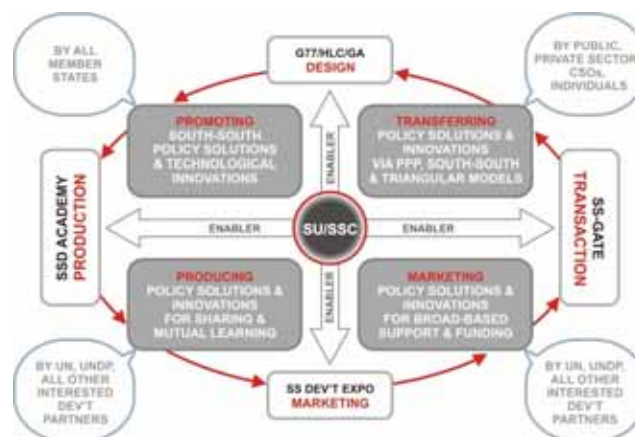 BY ALL
MEMBER
STATES
G77/HLC/GA
DESIGN
BY PUBLIC,
PRIVATE SECTOR
CSOs,
INDIVIDUALS
PROMOTING
SOUTH-SOUTH
POLICY SOLUTIONS
& TECHNOLOGICAL
INNOVATIONS
ENABLER
TRANSFERRING
POLICY SOLUTIONS &
INNOVATIONS
VIA PPP, SOUTH-SOUTH
& TRIANGULAR MODELS
SSD ACADEMY
PRODUCTION
ENABLER
SU/SSC
ENABLER
SS-GATE
TRANSACTION
PRODUCING
POLICY SOLUTIONS &
INNOVATIONS
FOR SHARING &
MUTUAL LEARNING
ENABLER
MARKETING
POLICY SOLUTIONS &
INNOVATIONS
FOR BROAD-BASED
SUPPORT & FUNDING
BY UN, UNDP,
ALL OTHER
INTERESTED
DEV'T
PARTNERS
SS DEV'T EXPO
MARKETING
BY UN, UNDP,
ALL OTHER
INTERESTED
DEV'T
PARTNERS